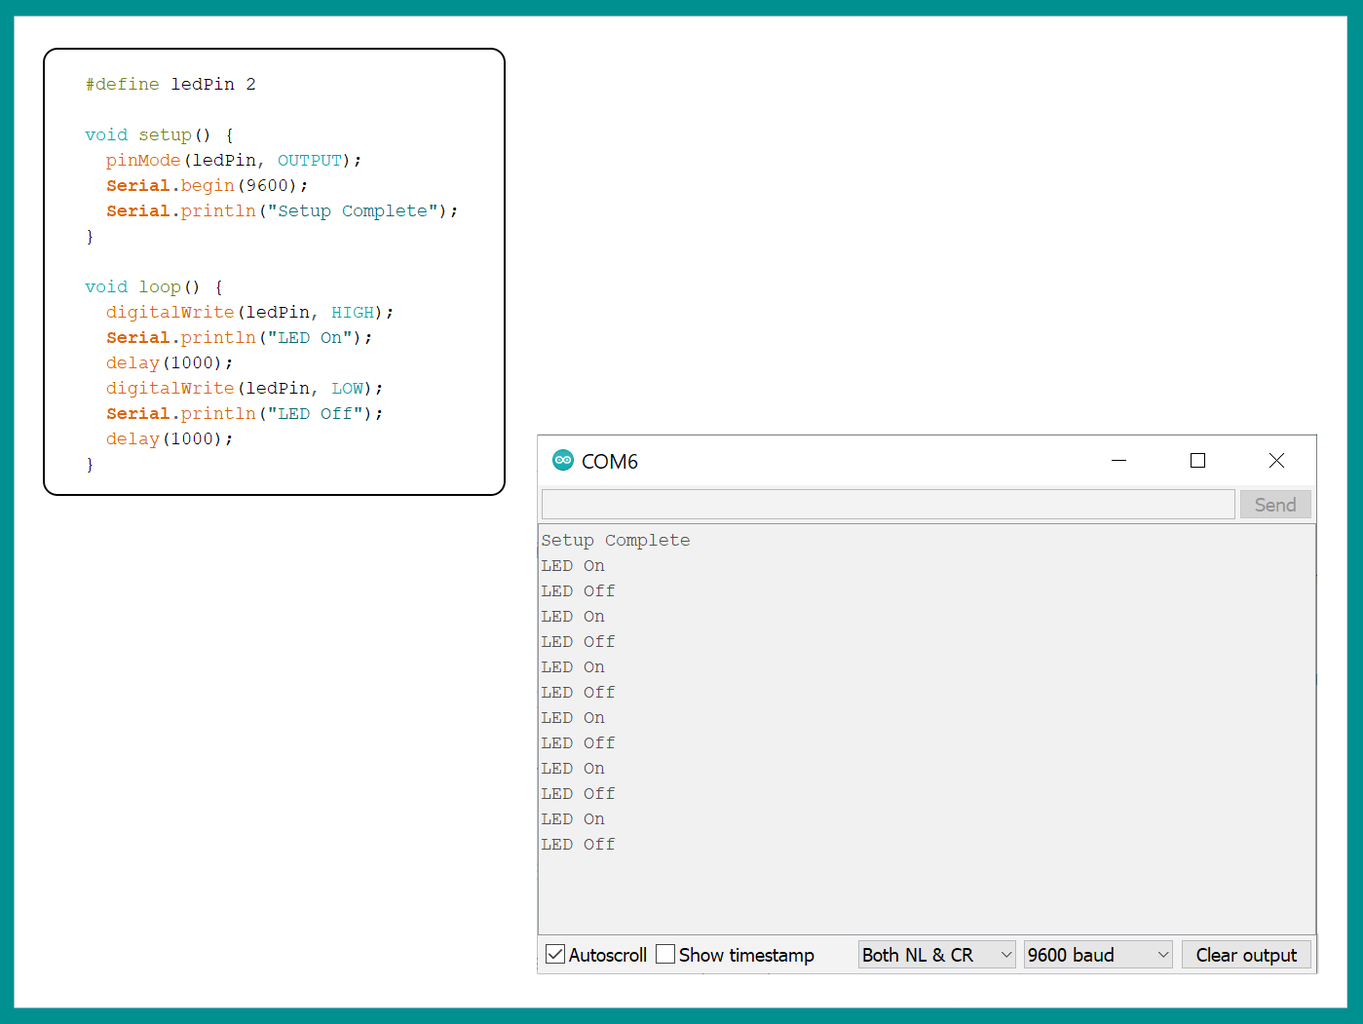 #define ledPin 2
void setup() {
pinMode(ledPin, OUTPUT);
Serial.begin(9600);
Serial.println("Setup Complete");
}
void loop() {
digitalWrite(ledPin, HIGH);
Serial.println("LED On");
delay(1000);
digitalWrite(ledPin, LOW);
Serial.println("LED Off");
delay(1000);
}
COM6
Send
Setup Complete
LED On
LED Off
LED On
LED Off
LED On
LED Off
LED On
LED Off
LED On
LED Off
LED On
LED Off
Autoscroll Show timestamp Both NL & CR 9600 baud Clear output